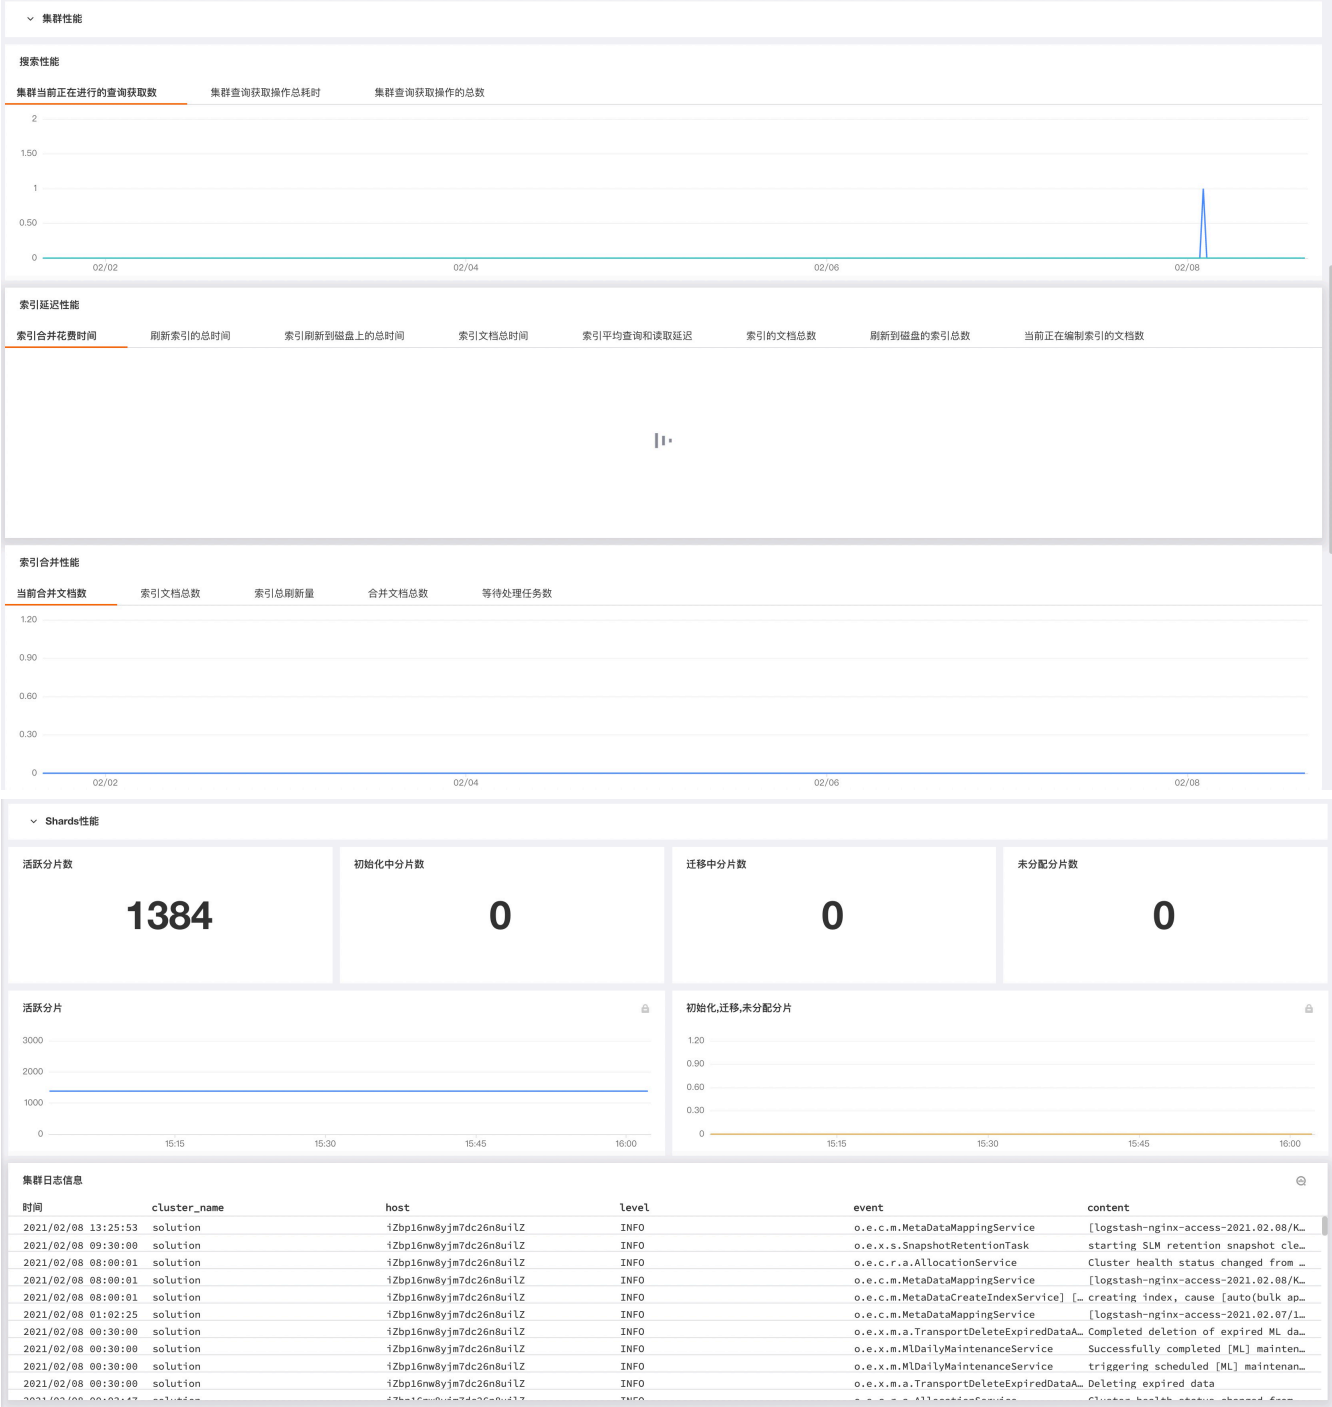 集群性能
搜索性能
集群当前正在进行的查询获取数 集群查询获取操作总耗时 集群查询获取操作的总数
2
1.50
1
0.50
0
02/02 02/04 02/06 02/08
索引延迟性能
索引合并花费时间 刷新索引的总时间 索引刷新到磁盘上的总时间 索引文档总时间 索引平均查询和读取延迟 索引的文档总数 刷新到磁盘的索引总数 当前正在编制索引的文档数
索引合并性能
当前合并文档数 索引文档总数 索引总刷新量 合并文档总数 等待处理任务数
1.20
0.90
0.60
0.30
0
02/02 02/04 02/06 02/08
Shards性能
活跃分片数 初始化中分片数 迁移中分片数 未分配分片数
1384 0 0 0
活跃分片
3000
2000
1000
0
15:15 15:30 15:45 16:00
初始化,迁移,未分配分片
1.20
0.90
0.60
0.30
0
15:15 15:30 15:45 16:00
集群日志信息
时间 cluster_name host level event content
2021/02/08 13:25:53 solution iZbp16nw8yjm7dc26n8uilZ INFO o.e.c.m.MetaDataMappingService [logstash-nginx-access-2021.02.08/K…
2021/02/08 09:30:00 solution iZbp16nw8yjm7dc26n8uilZ INFO o.e.x.s.SnapshotRetentionTask starting SLM retention snapshot cle…
2021/02/08 08:00:01 solution iZbp16nw8yjm7dc26n8uilZ INFO o.e.c.r.a.AllocationService Cluster health status changed from …
2021/02/08 08:00:01 solution iZbp16nw8yjm7dc26n8uilZ INFO o.e.c.m.MetaDataMappingService [logstash-nginx-access-2021.02.08/K…
2021/02/08 08:00:01 solution iZbp16nw8yjm7dc26n8uilZ INFO o.e.c.m.MetaDataCreateIndexService] [… creating index, cause [auto(bulk ap…
2021/02/08 01:02:25 solution iZbp16nw8yjm7dc26n8uilZ INFO o.e.c.m.MetaDataMappingService [logstash-nginx-access-2021.02.07/1…
2021/02/08 00:30:00 solution iZbp16nw8yjm7dc26n8uilZ INFO o.e.x.m.a.TransportDeleteExpiredDataA… Completed deletion of expired ML da…
2021/02/08 00:30:00 solution iZbp16nw8yjm7dc26n8uilZ INFO o.e.x.m.MlDailyMaintenanceService Successfully completed [ML] mainten…
2021/02/08 00:30:00 solution iZbp16nw8yjm7dc26n8uilZ INFO o.e.x.m.MlDailyMaintenanceService triggering scheduled [ML] maintenan…
2021/02/08 00:30:00 solution iZbp16nw8yjm7dc26n8uilZ INFO o.e.x.m.a.TransportDeleteExpiredDataA… Deleting expired data